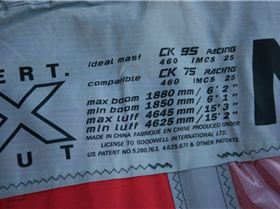 ideal mast CK 95 RACING
460 IMCS 25
compatible CK 75 RACING
460 IMCS 25
ERT.
X
UT
max boom 1880 mm / 6' 2"
min boom 1850 mm / 6' 1"
max luff 4645 mm / 15'3"
min luff 4625 mm / 15'2"
MADE IN CHINA FABRIQUÉ EN CHINE PRODUCED UNDER
LICENSE TO GOODWELL INTERNATIONAL LTD.
US PATENTS NO. 5,280,763, 4,625,671 & OTHER PATENTS.